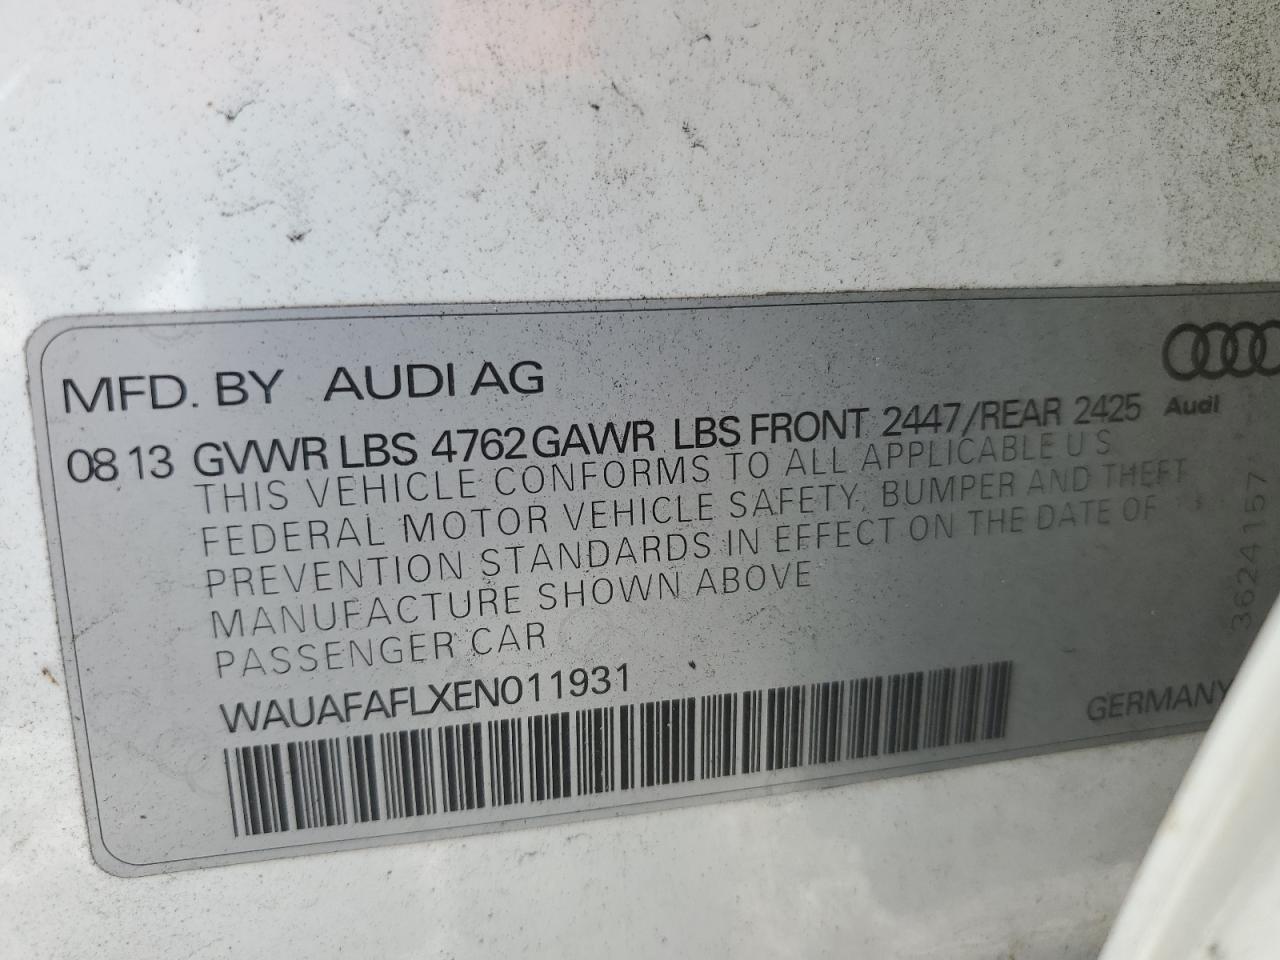 MFD. BY AUDI AG
08 13 GVWR LBS 4762 GAWR LBS FRONT 2447/REAR 2425
Audi
THIS VEHICLE CONFORMS TO ALL APPLICABLE U S
FEDERAL MOTOR VEHICLE SAFETY, BUMPER AND THEFT
PREVENTION STANDARDS IN EFFECT ON THE DATE OF
MANUFACTURE SHOWN ABOVE
PASSENGER CAR
WAUAFAFLXEN011931
GERMANY
3624157